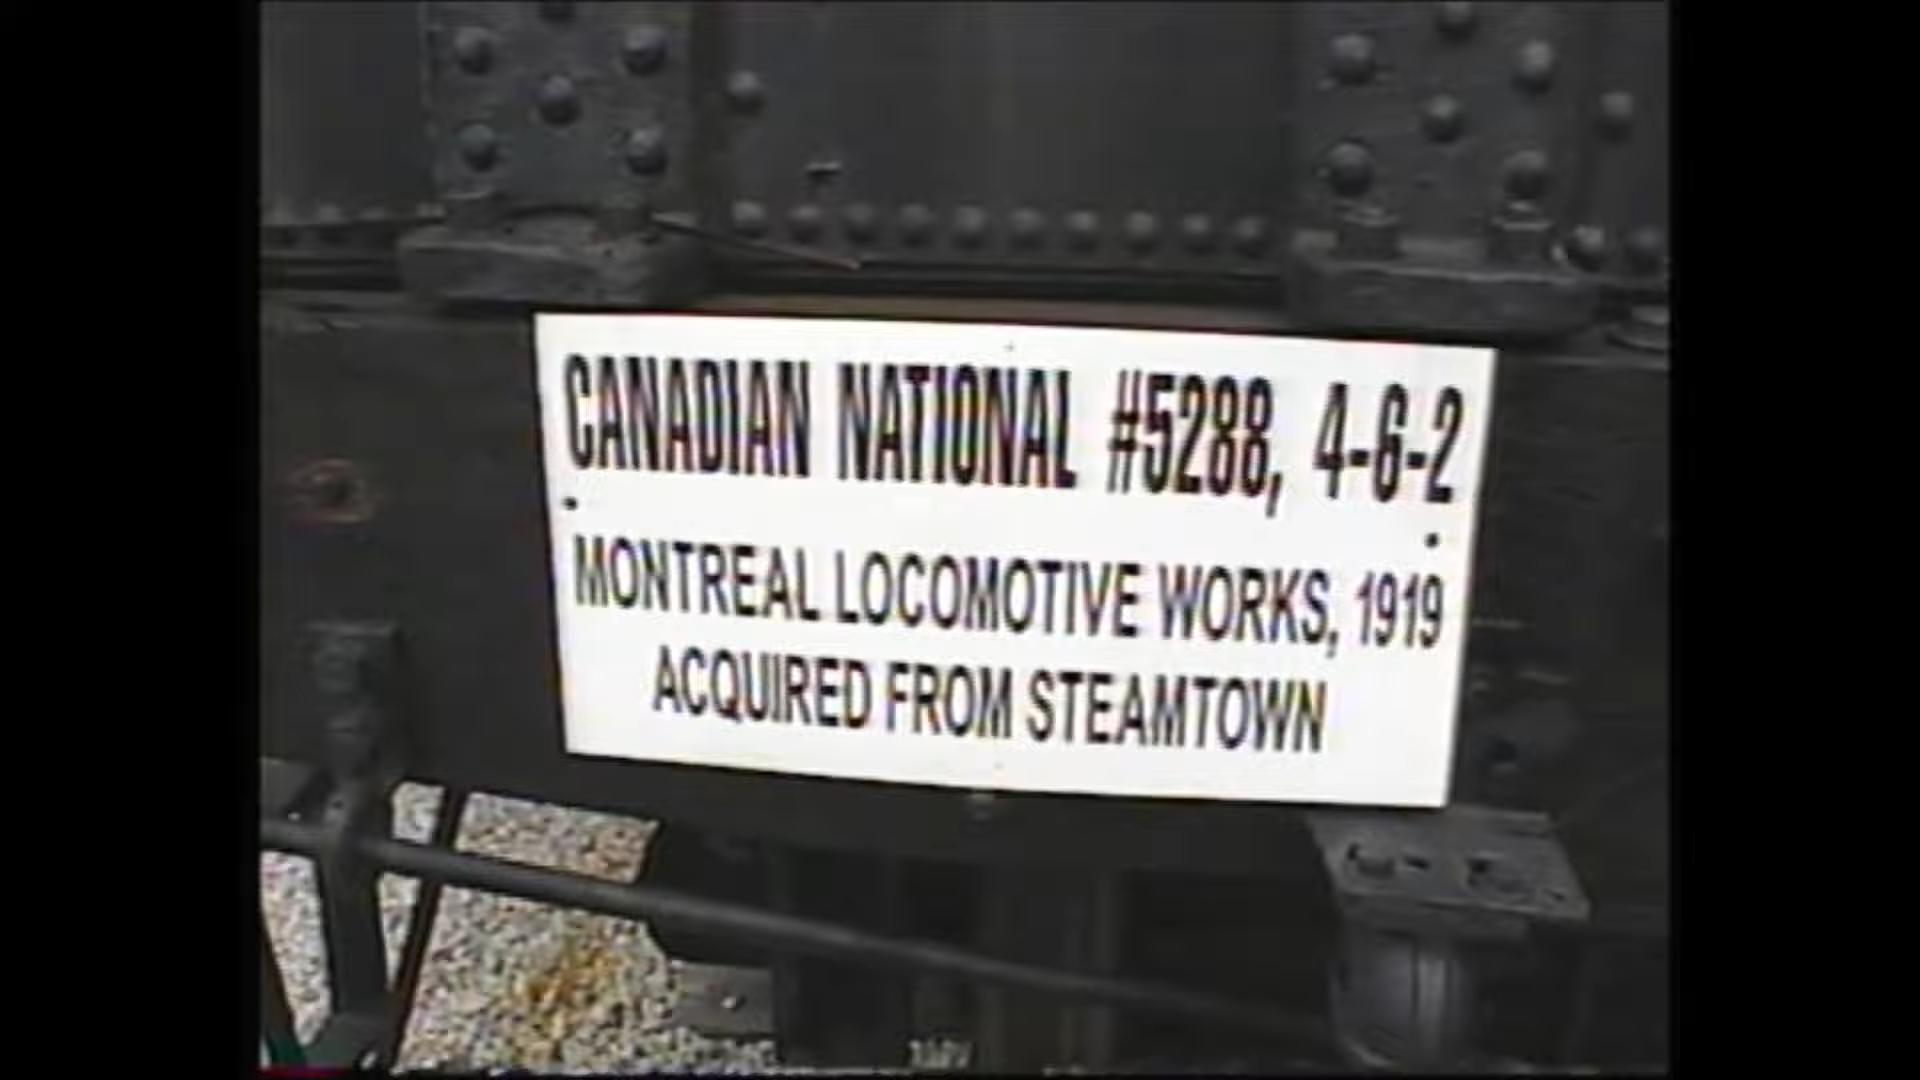 CANADIAN NATIONAL #5288, 4-6-2
MONTREAL LOCOMOTIVE WORKS, 1919
ACQUIRED FROM STEAMTOWN